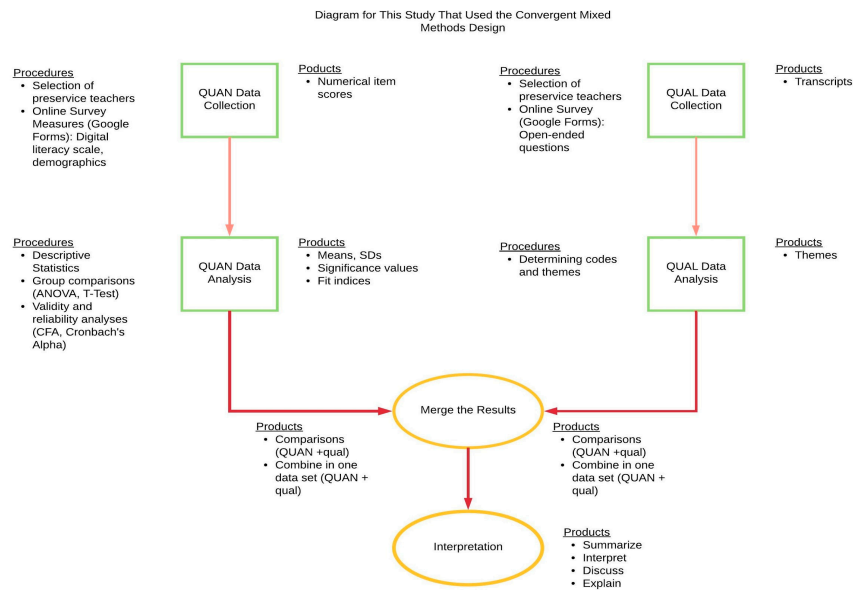 Diagram for This Study That Used the Convergent Mixed
Methods Design
Procedures
• Selection of
preservice teachers
• Online Survey
Measures (Google
Forms): Digital
literacy scale,
demographics
QUAN Data
Collection
Poducts
• Numerical item
scores
Procedures
• Selection of
preservice teachers
• Online Survey
(Google Forms):
Open-ended
questions
QUAL Data
Collection
Products
• Transcripts
Procedures
• Descriptive
Statistics
• Group comparisons
(ANOVA, T-Test)
• Validity and
reliability analyses
(CFA, Cronbach's
Alpha)
QUAN Data
Analysis
Products
• Means, SDs
• Significance values
• Fit indices
Procedures
• Determining codes
and themes
QUAL Data
Analysis
Products
• Themes
Merge the Results
Products
• Comparisons
(QUAN +qual)
• Combine in one
data set (QUAN +
qual)
Products
• Comparisons
(QUAN +qual)
• Combine in one
data set (QUAN +
qual)
Interpretation
Products
• Summarize
• Interpret
• Discuss
• Explain